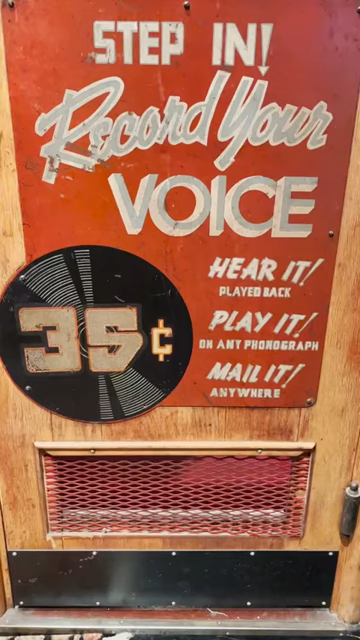 STEP IN!
Record Your
VOICE
HEAR IT!
PLAYED BACK
PLAY IT!
ON ANY PHONOGRAPH
MAIL IT!
ANYWHERE
35¢